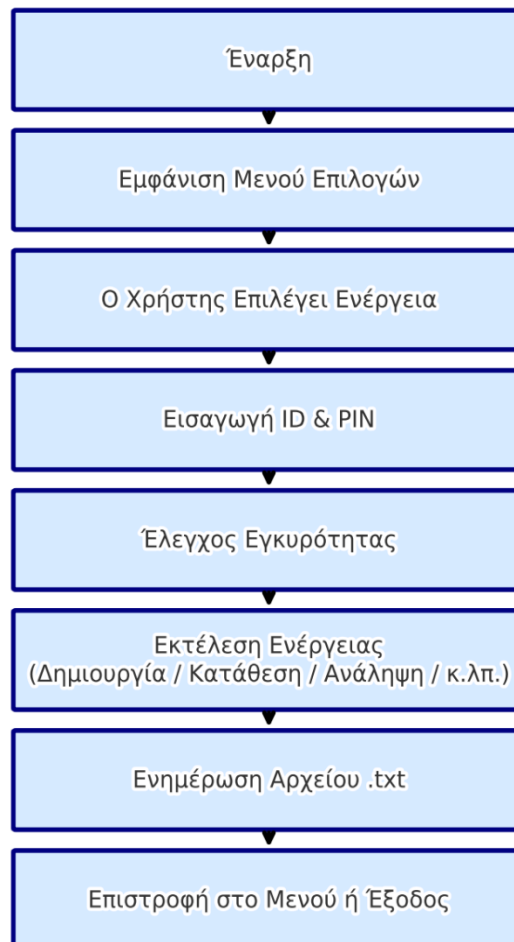 Έναρξη
Εμφάνιση Μενού Επιλογών
Ο Χρήστης Επιλέγει Ενέργεια
Εισαγωγή ID & PIN
Έλεγχος Εγκυρότητας
Εκτέλεση Ενέργειας
(Δημιουργία / Κατάθεση / Ανάληψη / κ.λπ.)
Ενημέρωση Αρχείου .txt
Επιστροφή στο Μενού ή Έξοδος